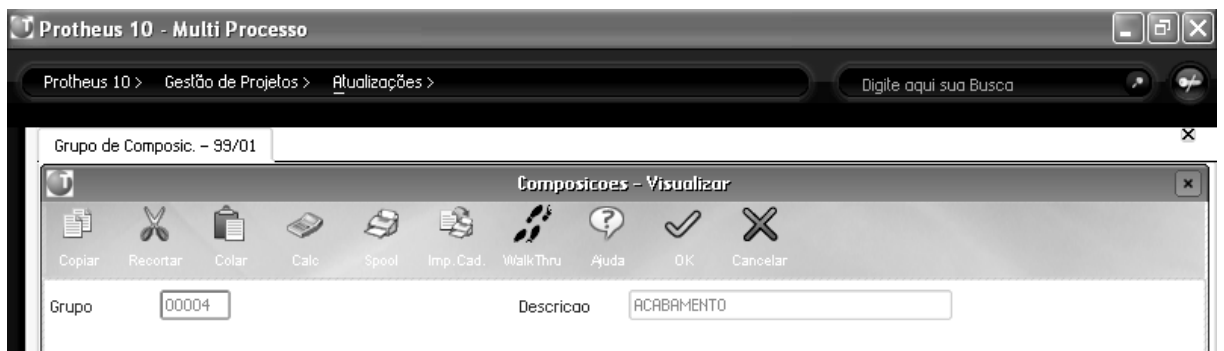 Protheus 10 - Multi Processo
Protheus 10 > Gestão de Projetos > Atualizações >
Digite aqui sua Busca
Grupo de Composic. - 99/01
Composicoes - Visualizar
Copiar Recortar Colar Calc Spool Imp. Cad. WalkThru Ajuda OK Cancelar
Grupo 00004 Descricao ACABAMENTO